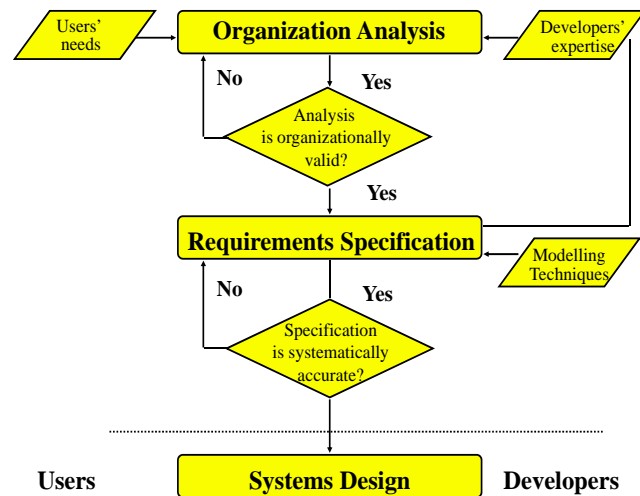 Users'
needs
Organization Analysis
Developers'
expertise
No
Yes
Analysis
is organizationally
valid?
Yes
Requirements Specification
Modelling
Techniques
No
Yes
Specification
is systematically
accurate?
Users
Systems Design
Developers